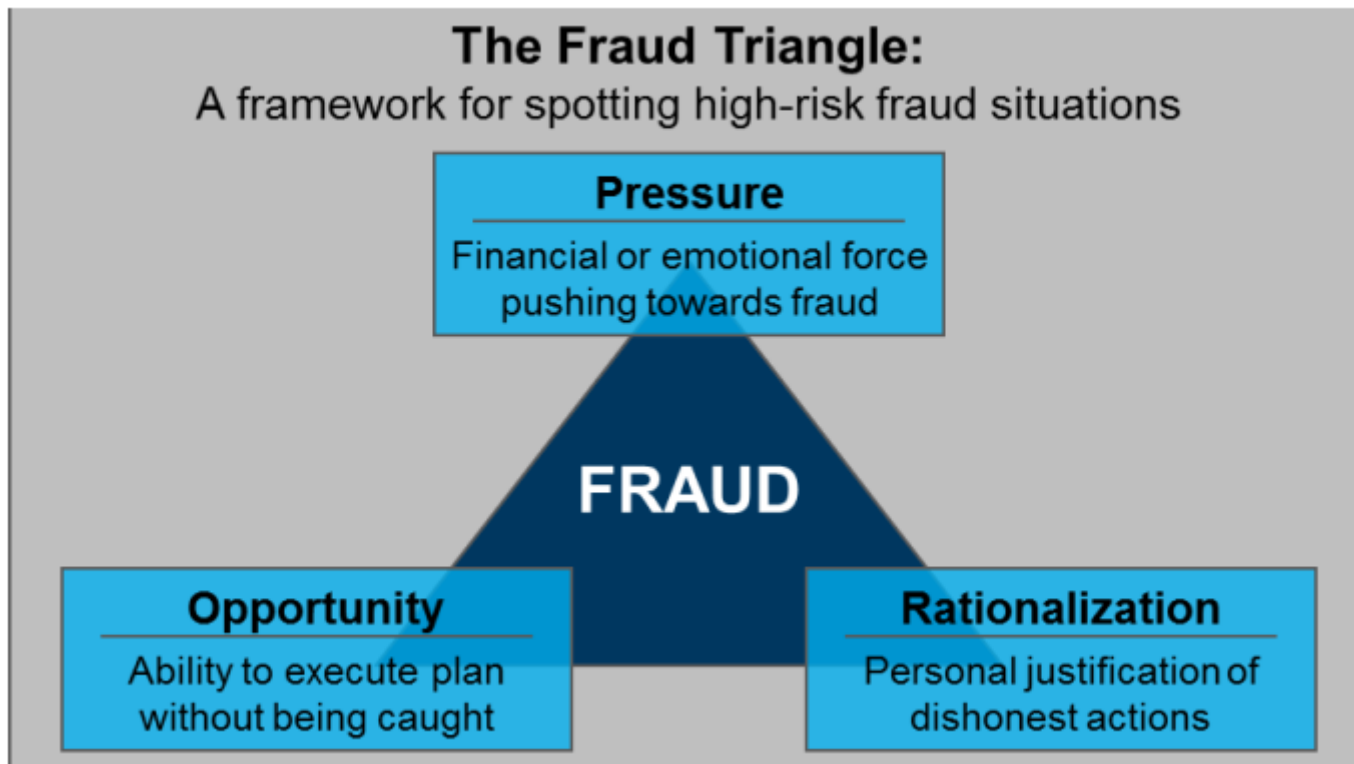 The Fraud Triangle:
A framework for spotting high-risk fraud situations
Pressure
Financial or emotional force
pushing towards fraud
FRAUD
Opportunity
Ability to execute plan
without being caught
Rationalization
Personal justification of
dishonest actions